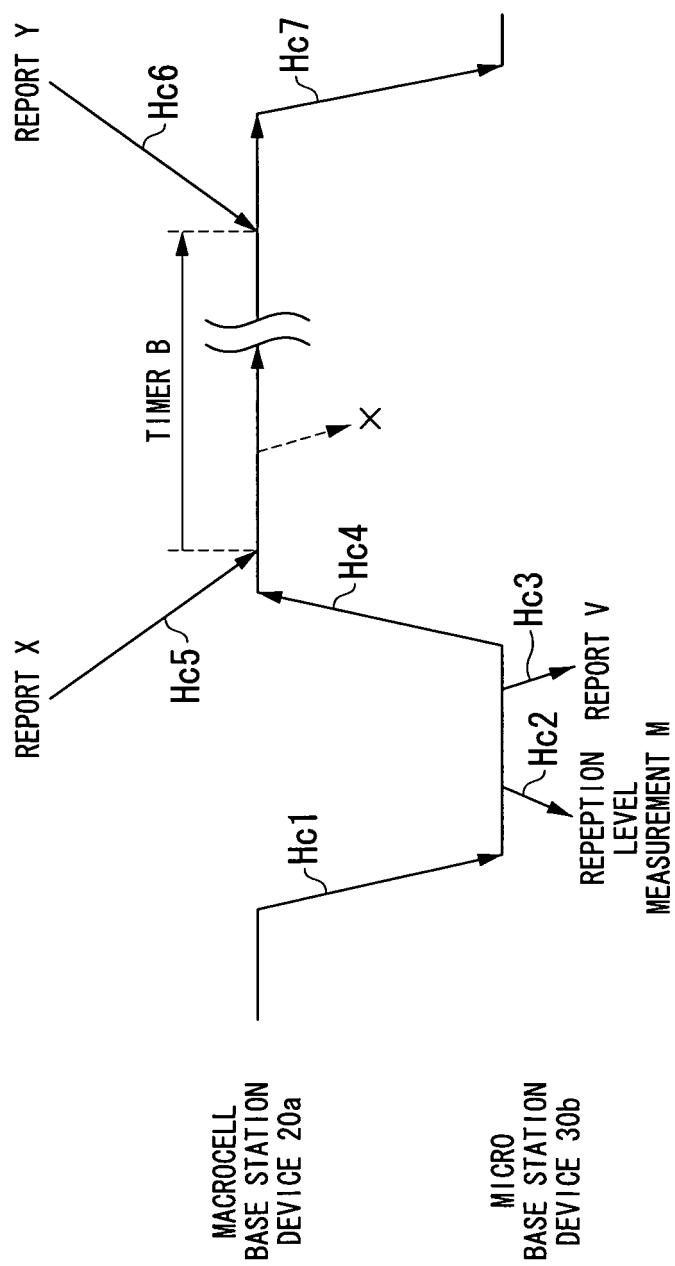 REPORT X
REPORT Y
Hc5
TIMER B
Hc6
MACROCELL
BASE STATION
DEVICE 20a
Hc1
Hc4
X
Hc7
MICRO
BASE STATION
DEVICE 30b
Hc2
Hc3
REPEPTION
LEVEL
MEASUREMENT M
REPORT V